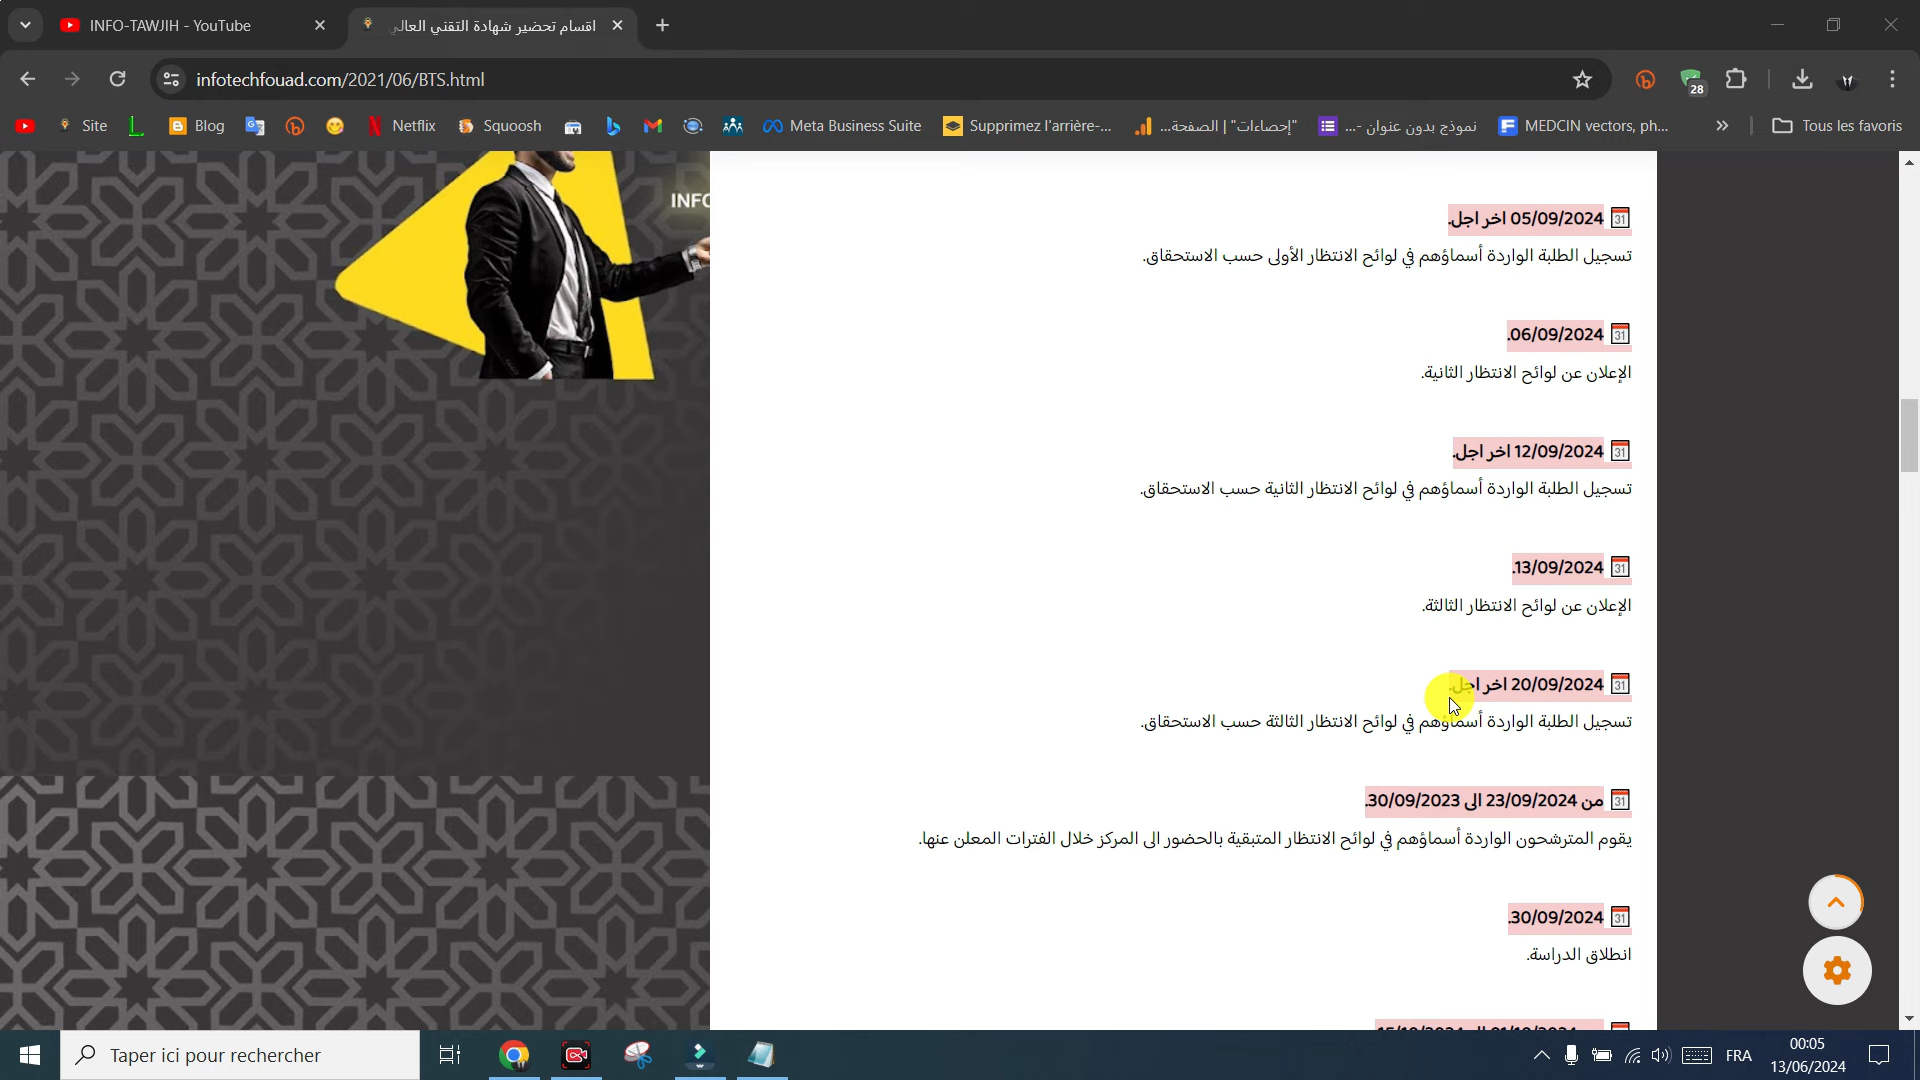 INFO-TAWJIH - YouTube
اقسام تحضير شهادة التقني العالي
infotechfouad.com/2021/06/BTS.html
28
Site
Blog
Netflix
Squoosh
Meta Business Suite
Supprimez l'arrière-...
"إحصاءات" | الصفحة...
نموذج بدون عنوان -...
MEDCIN vectors, ph...
Tous les favoris
INFO
05/09/2024 اخر اجل.
تسجيل الطلبة الواردة أسماؤهم في لوائح الانتظار الأولى حسب الاستحقاق.
06/09/2024.
الإعلان عن لوائح الانتظار الثانية.
12/09/2024 اخر اجل.
تسجيل الطلبة الواردة أسماؤهم في لوائح الانتظار الثانية حسب الاستحقاق.
13/09/2024.
الإعلان عن لوائح الانتظار الثالثة.
20/09/2024 اخر اجل.
تسجيل الطلبة الواردة أسماؤهم في لوائح الانتظار الثالثة حسب الاستحقاق.
من 23/09/2024 الى 30/09/2023.
يقوم المترشحون الواردة أسماؤهم في لوائح الانتظار المتبقية بالحضور الى المركز خلال الفترات المعلن عنها.
30/09/2024.
انطلاق الدراسة.
Taper ici pour rechercher
FRA
00:05
13/06/2024